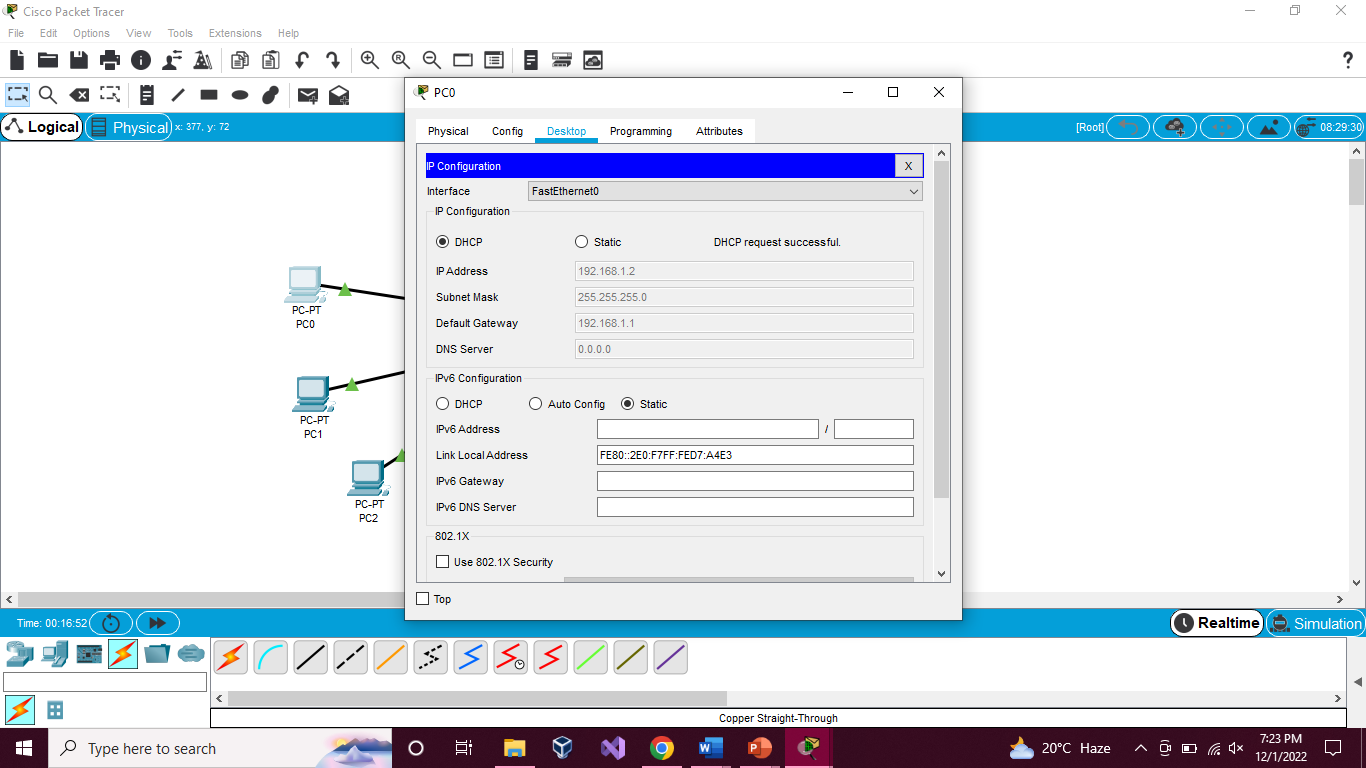 Cisco Packet Tracer
File Edit Options View Tools Extensions Help
PC0
Logical Physical x: 377, y: 72 [Root] 08:29:30
Physical Config Desktop Programming Attributes
IP Configuration X
Interface FastEthernet0
IP Configuration
DHCP Static DHCP request successful.
IP Address 192.168.1.2
Subnet Mask 255.255.255.0
Default Gateway 192.168.1.1
DNS Server 0.0.0.0
IPv6 Configuration
DHCP Auto Config Static
IPv6 Address /
Link Local Address FE80::2E0:F7FF:FED7:A4E3
IPv6 Gateway
IPv6 DNS Server
802.1X
Use 802.1X Security
Top
PC-PT
PC0
PC-PT
PC1
PC-PT
PC2
Time: 00:16:52 Realtime Simulation
Copper Straight-Through
Type here to search
20°C Haze
7:23 PM
12/1/2022